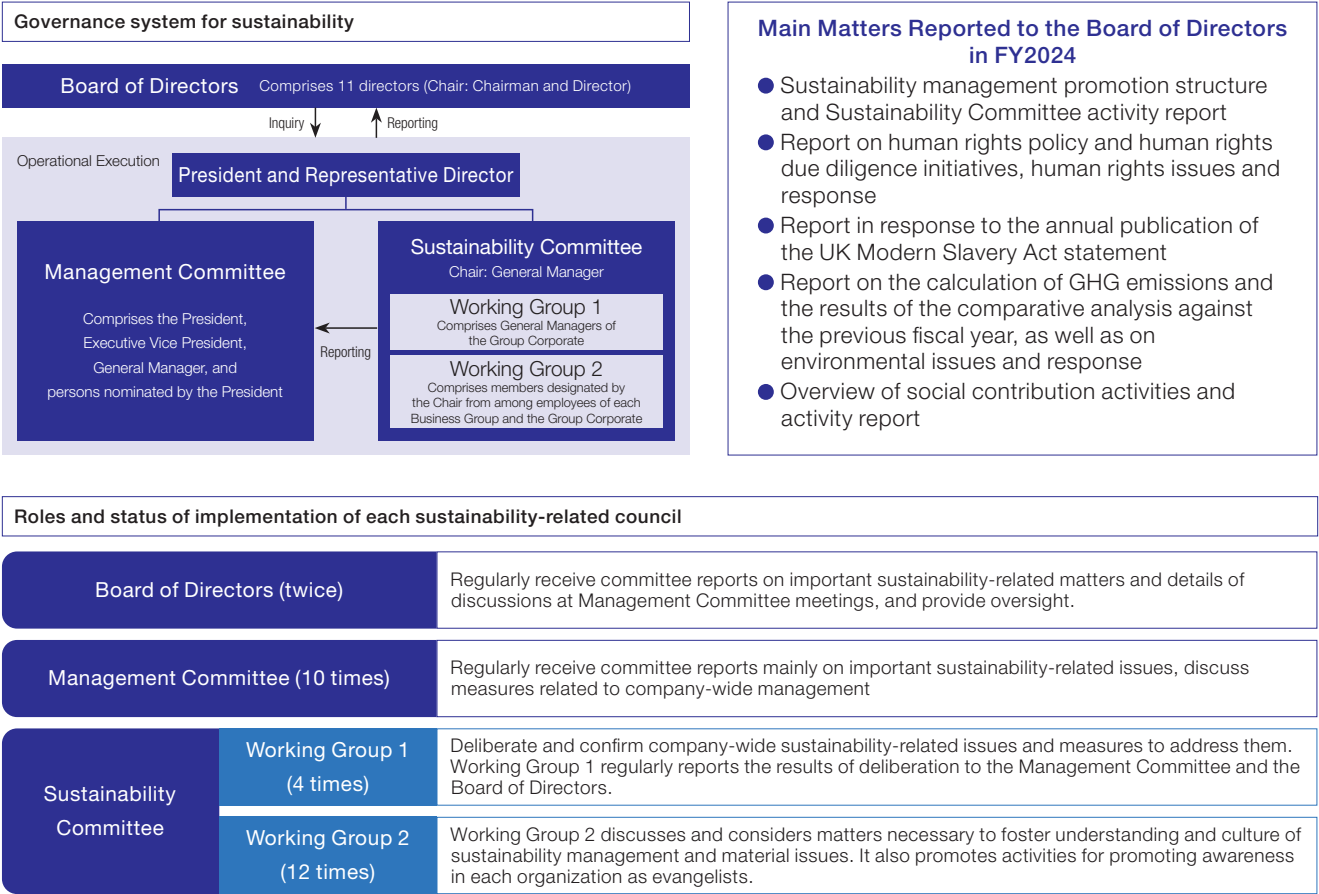 Governance system for sustainability
Board of Directors Comprises 11 directors (Chair: Chairman and Director)
Inquiry
Reporting
Operational Execution
President and Representative Director
Management Committee
Comprises the President,
Executive Vice President,
General Manager, and
persons nominated by the President
Reporting
Sustainability Committee
Chair: General Manager
Working Group 1
Comprises General Managers of
the Group Corporate
Working Group 2
Comprises members designated by
the Chair from among employees of each
Business Group and the Group Corporate
Main Matters Reported to the Board of Directors
in FY2024
● Sustainability management promotion structure
and Sustainability Committee activity report
● Report on human rights policy and human rights
due diligence initiatives, human rights issues and
response
● Report in response to the annual publication of
the UK Modern Slavery Act statement
● Report on the calculation of GHG emissions and
the results of the comparative analysis against
the previous fiscal year, as well as on
environmental issues and response
● Overview of social contribution activities and
activity report
Roles and status of implementation of each sustainability-related council
Board of Directors (twice)
Regularly receive committee reports on important sustainability-related matters and details of
discussions at Management Committee meetings, and provide oversight.
Management Committee (10 times)
Regularly receive committee reports mainly on important sustainability-related issues, discuss
measures related to company-wide management
Sustainability
Committee
Working Group 1
(4 times)
Deliberate and confirm company-wide sustainability-related issues and measures to address them.
Working Group 1 regularly reports the results of deliberation to the Management Committee and the
Board of Directors.
Working Group 2
(12 times)
Working Group 2 discusses and considers matters necessary to foster understanding and culture of
sustainability management and material issues. It also promotes activities for promoting awareness
in each organization as evangelists.